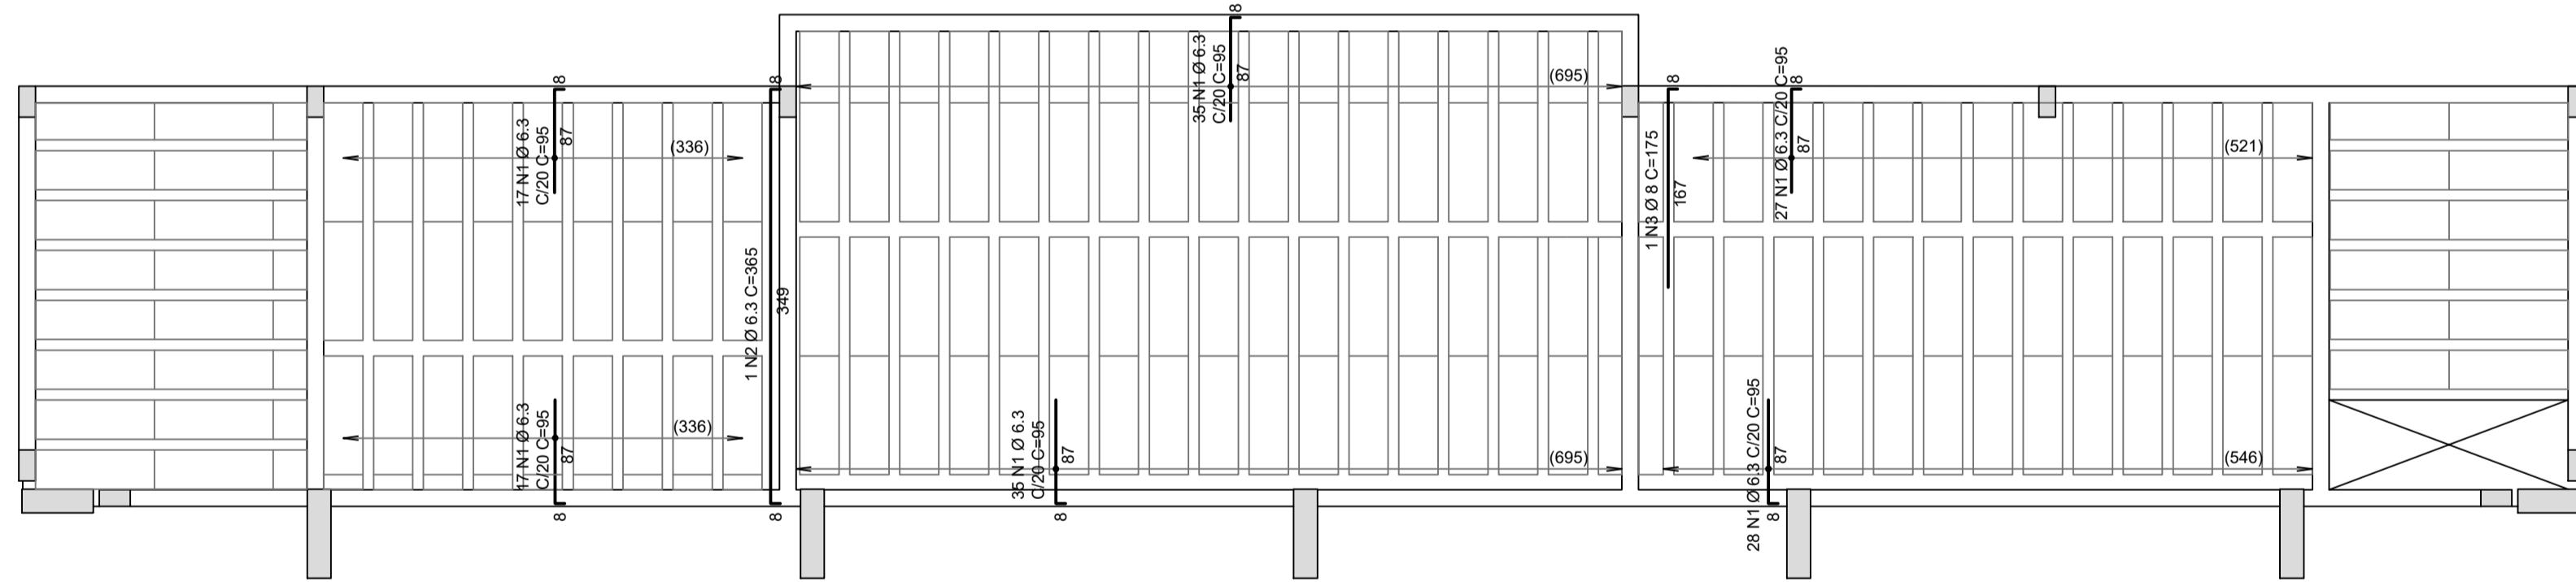 8
35 N1 Ø 6.3
C/20 C=95
87
(695)
8
17 N1 Ø 6.3
C/20 C=95
87
(336)
8
1 N2 Ø 6.3 C=365
349
8
8
1 N3 Ø 8 C=175
167
8
27 N1 Ø 6.3 C/20 C=95
87
(521)
17 N1 Ø 6.3
C/20 C=95
87
(336)
8
35 N1 Ø 6.3
C/20 C=95
87
(695)
8
28 N1 Ø 6.3 C/20 C=95
87
(546)
8